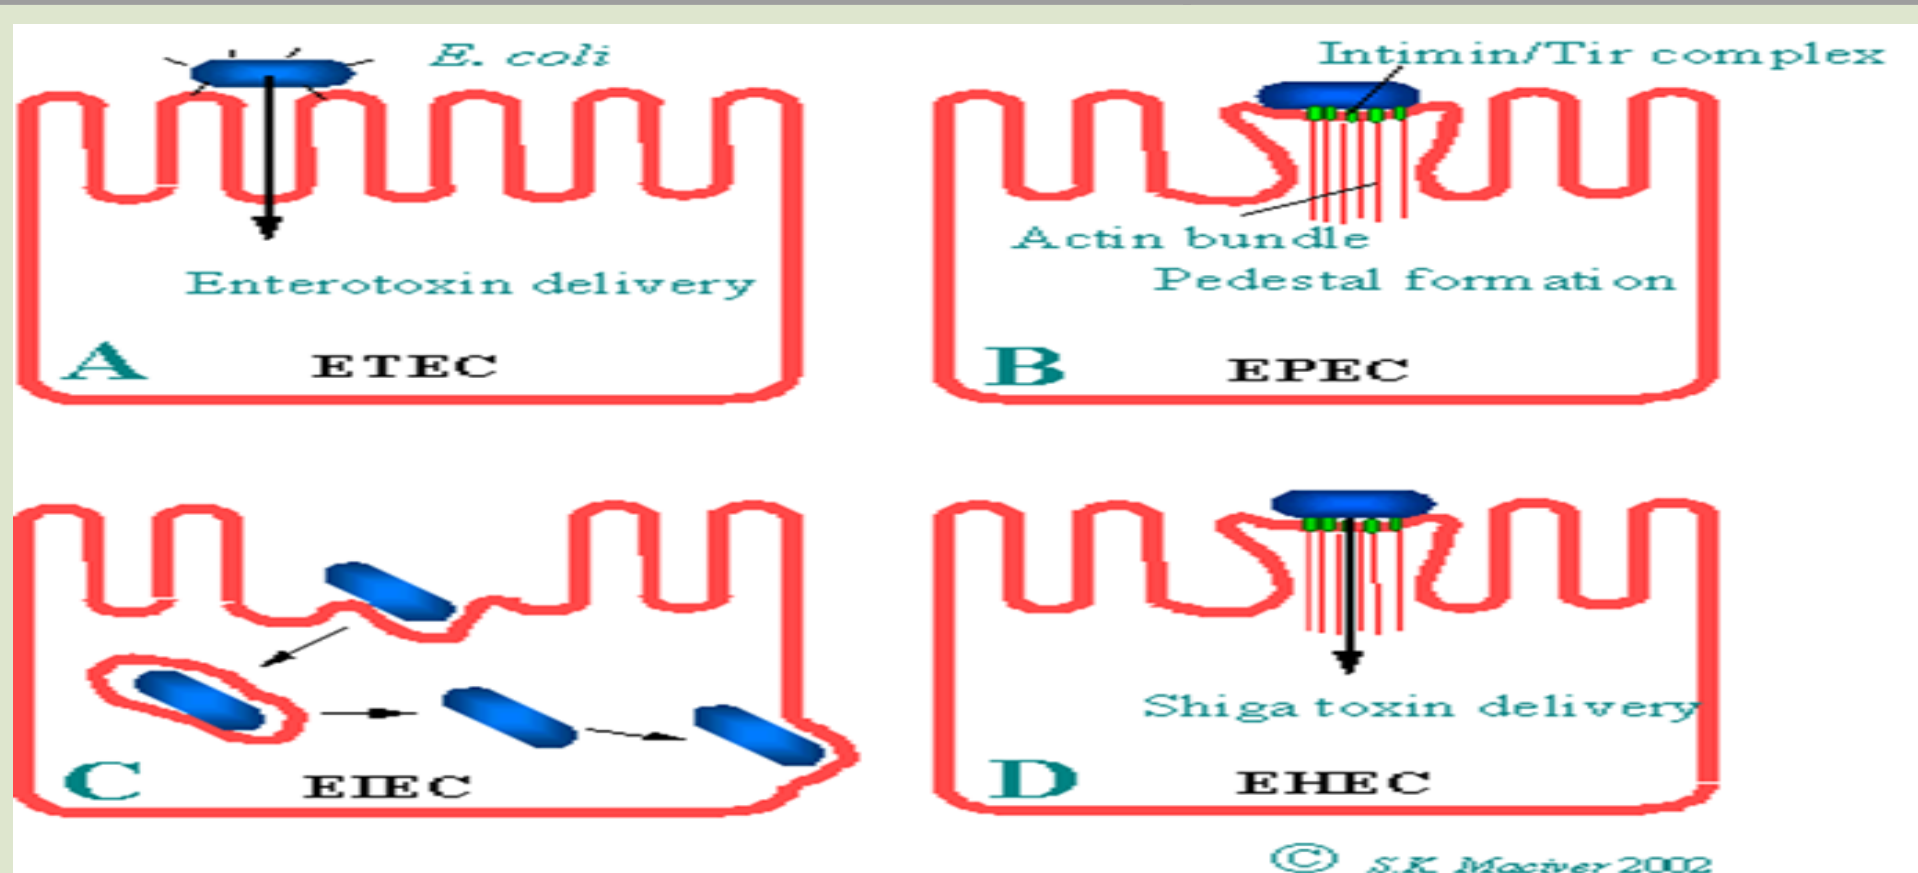 E. coli
Enterotoxin delivery
A ETEC
Intimin/Tir complex
Actin bundle
Pedestal formation
B EPEC
C EIEC
Shiga toxin delivery
D EHEC
© S.K. Maciver 2002